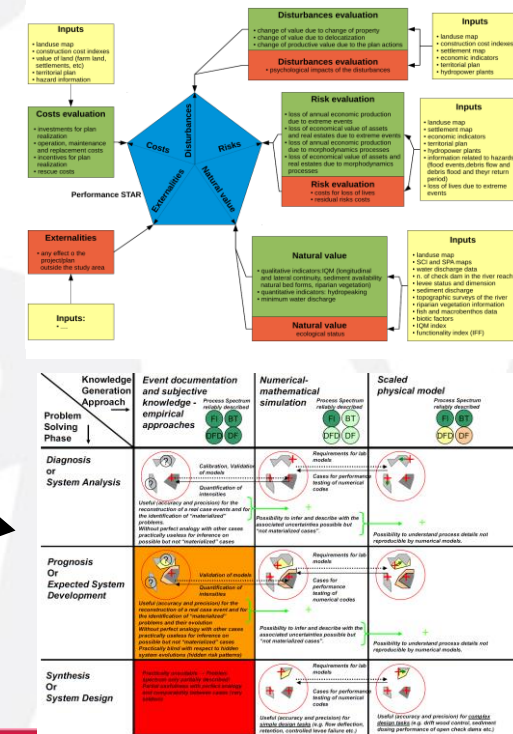 Inputs
• landuse map
• construction cost indexes
• value of land (farm land,
settlements, etc)
• territorial plan
• hazard information
Costs evaluation
• investments for plan
realization
• operation, maintenance
and replacement costs
• incentives for plan
realization
• rescue costs
Performance STAR
Externalities
• any effect o the
project/plan
outside the study area
Inputs:
• ....
Costs
Disturbances
Risks
Externalities
Natural value
Disturbances evaluation
• change of value due to change of property
• change of value due to delocatization
• change of productive value due to the plan actions
Disturbances evaluation
• psychological impacts of the disturbances
Inputs
• landuse map
• construction cost indexes
• settlement map
• economic indicators
• territorial plan
• hydropower plants
Risk evaluation
• loss of annual economic production
due to extreme events
• loss of economical value of assets
and real estates due to extreme events
• loss of annual economic production
due to morphodynamics processes
• loss of economical value of assets and
real estates due to morphodynamics
processes
Risk evaluation
• costs for loss of lives
• residual risks costs
Inputs
• landuse map
• settlement map
• economic indicators
• territorial plan
• hydropower plants
• information related to hazards
(flood events,debris flow and
debris flood and theyr return
period)
• loss of lives due to extreme
events
Natural value
• qualitative indicators:IQM (longitudinal
and lateral continuity, sediment availability
natural bed forms, riparian vegetation)
• quantitative indicators: hydropeaking
• minimum water discharge
Natural value
ecological status
Inputs
• landuse map
• SCI and SPA maps
• water discharge data
• n. of check dam in the river reach
• levee status and dimension
• sediment discharge
• topographic surveys of the river
• riparian vegetation information
• fish and macrobenthos data
• biotic factors
• IQM index
• functionality index (IFF)
Knowledge
Generation
Approach
Problem
Solving
Phase
Event documentation
and subjective
knowledge -
empirical
approaches
Process Spectrum
reliably described
FI BT
DFD DF
Numerical-
mathematical
simulation
Process Spectrum
reliably described
FI BT
DFD DF
Scaled
physical model
Process Spectrum
reliably described
FI BT
DFD DF
Diagnosis
or
System Analysis
? ?
Calibration, Validation
of models
Quantification of
intensities
Useful (accuracy and precision) for the
reconstruction of a real case events and for
the identification of "materialized"
problems.
Without perfect analogy with other cases
practically useless for inference on
possible but not "materialized" cases
Requirements for lab
models
Cases for performance
testing of numerical
codes
Possibility to infer and describe with the
associated uncertainties possible but
"not materialized cases".
Possibility to understand process details not
reproducible by numerical models.
Prognosis
Or
Expected System
Development
? ?
Validation of models
Quantification of
intensities
Useful (accuracy and precision) for the
reconstruction of a real case event and for
the identification of "materialized"
problems and their evolution
Without perfect analogy with other cases
practically useless for inference on
possible but not "materialized" cases
Practically blind with respect to hidden
system evolutions (hidden risk patterns)
Requirements for lab
models
Cases for
performance
testing of
numerical codes
Possibility to infer and describe with the
associated uncertainties possible but
"not materialized cases".
Possibility to understand process details not
reproducible by numerical models.
Synthesis
Or
System Design
Requirements for lab
models
Cases for performance
testing of numerical
codes
Useful (accuracy and precision) for
simple design tasks (e.g. flow deflection,
retention, controlled levee failure etc.)
Useful (accuracy and precision) for complex
design tasks (e.g. drift wood control, sediment
dosing performance of open check dams etc.)